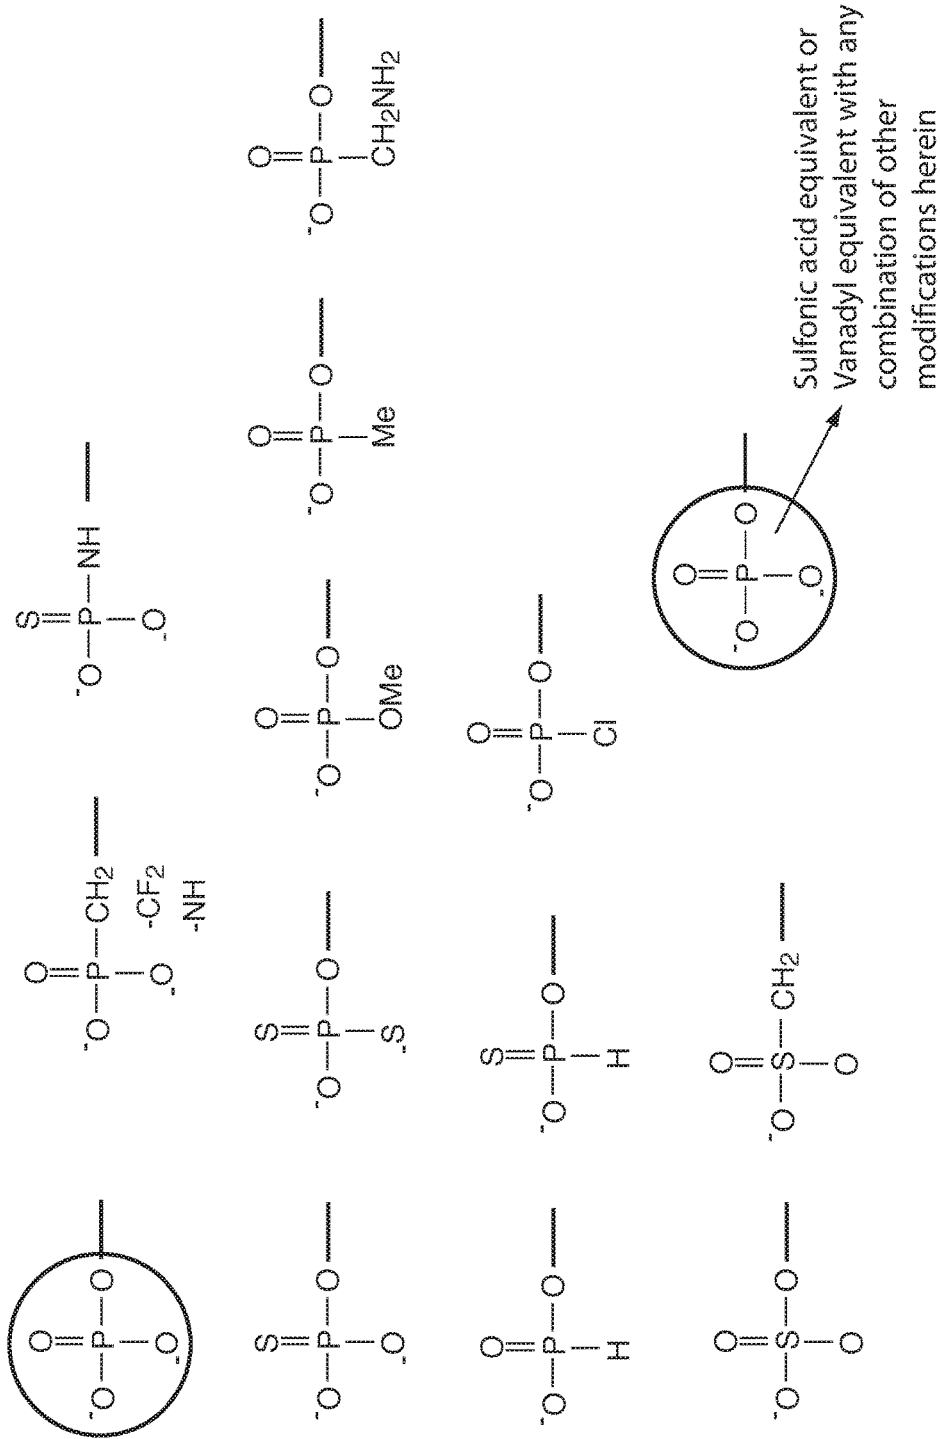 O
-O—P—O
O-
O
-O—P—CH2
O-
-CF2
-NH
S
-O—P—NH
O-
S
-O—P—O
O-
S
-O—P—O
S-
O
-O—P—O
OMe
O
-O—P—O
Me
O
-O—P—O
CH2NH2
O
-O—P—O
H
S
-O—P—O
H
O
-O—P—O
Cl
O
-O—S—O
O
O
-O—S—CH2
O
O
-O—P—O
O-
Sulfonic acid equivalent or
Vanadyl equivalent with any
combination of other
modifications herein